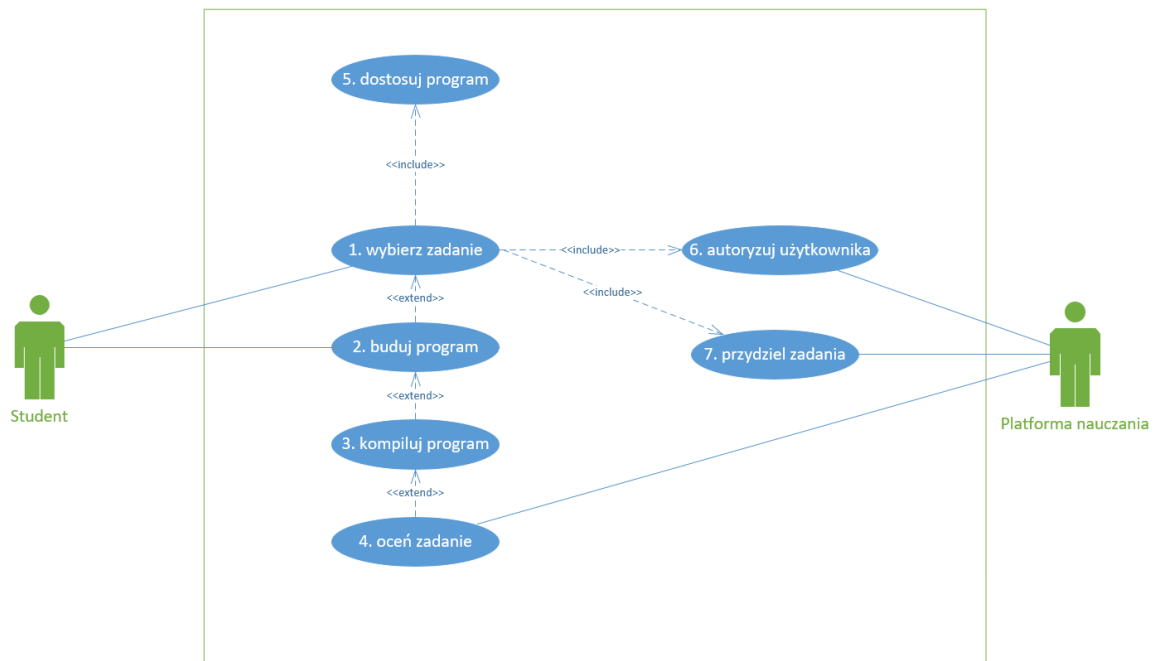 5. dostosuj program
<<include>>
1. wybierz zadanie
<<include>>
6. autoryzuj użytkownika
<<include>>
<<extend>>
2. buduj program
7. przydziel zadania
<<extend>>
Student
Platforma nauczania
3. kompiluj program
<<extend>>
4. oceń zadanie